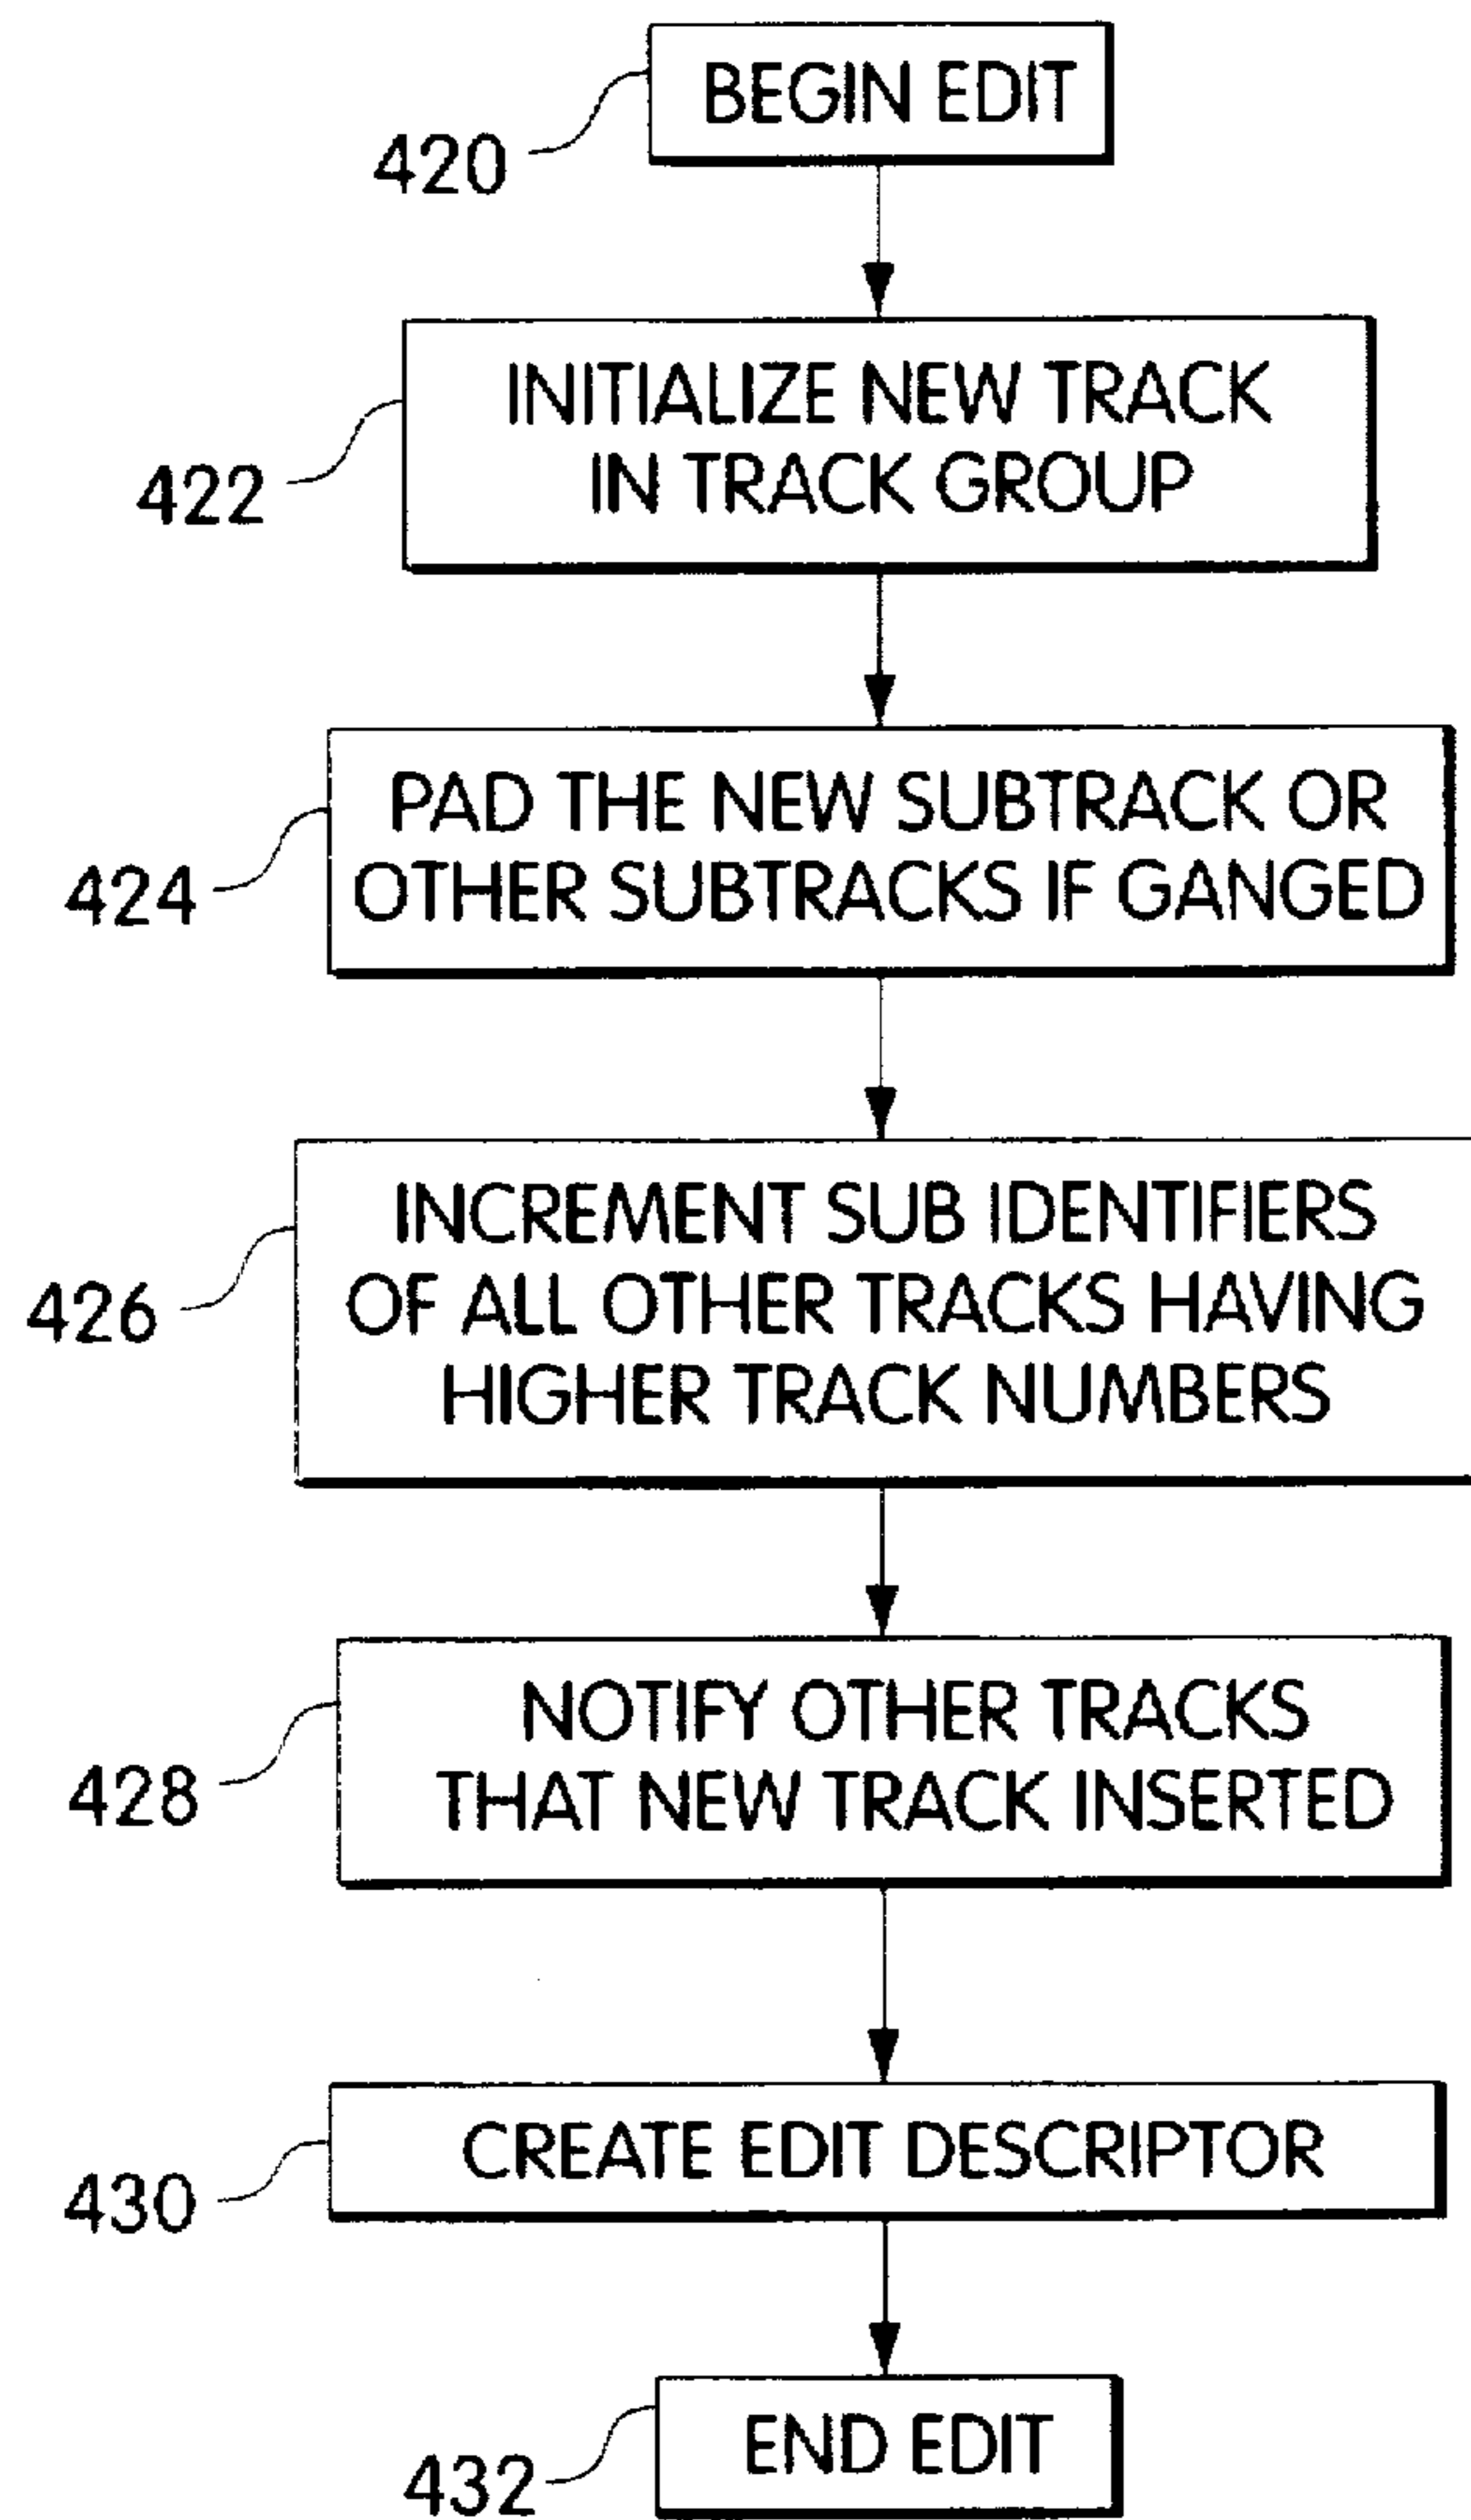 BEGIN EDIT
420
INITIALIZE NEW TRACK
IN TRACK GROUP
422
PAD THE NEW SUBTRACK OR
OTHER SUBTRACKS IF GANGED
424
INCREMENT SUB IDENTIFIERS
OF ALL OTHER TRACKS HAVING
HIGHER TRACK NUMBERS
426
NOTIFY OTHER TRACKS
THAT NEW TRACK INSERTED
428
CREATE EDIT DESCRIPTOR
430
END EDIT
432